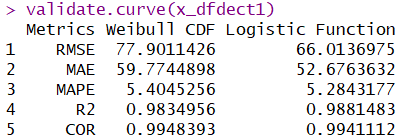 > validate.curve(x_dfdect1)
  Metrics Weibull CDF Logistic Function
1    RMSE  77.9011426        66.0136975
2     MAE  59.7744898        52.6763632
3    MAPE   5.4045256         5.2843177
4      R2   0.9834956         0.9881483
5     COR   0.9948393         0.9941112